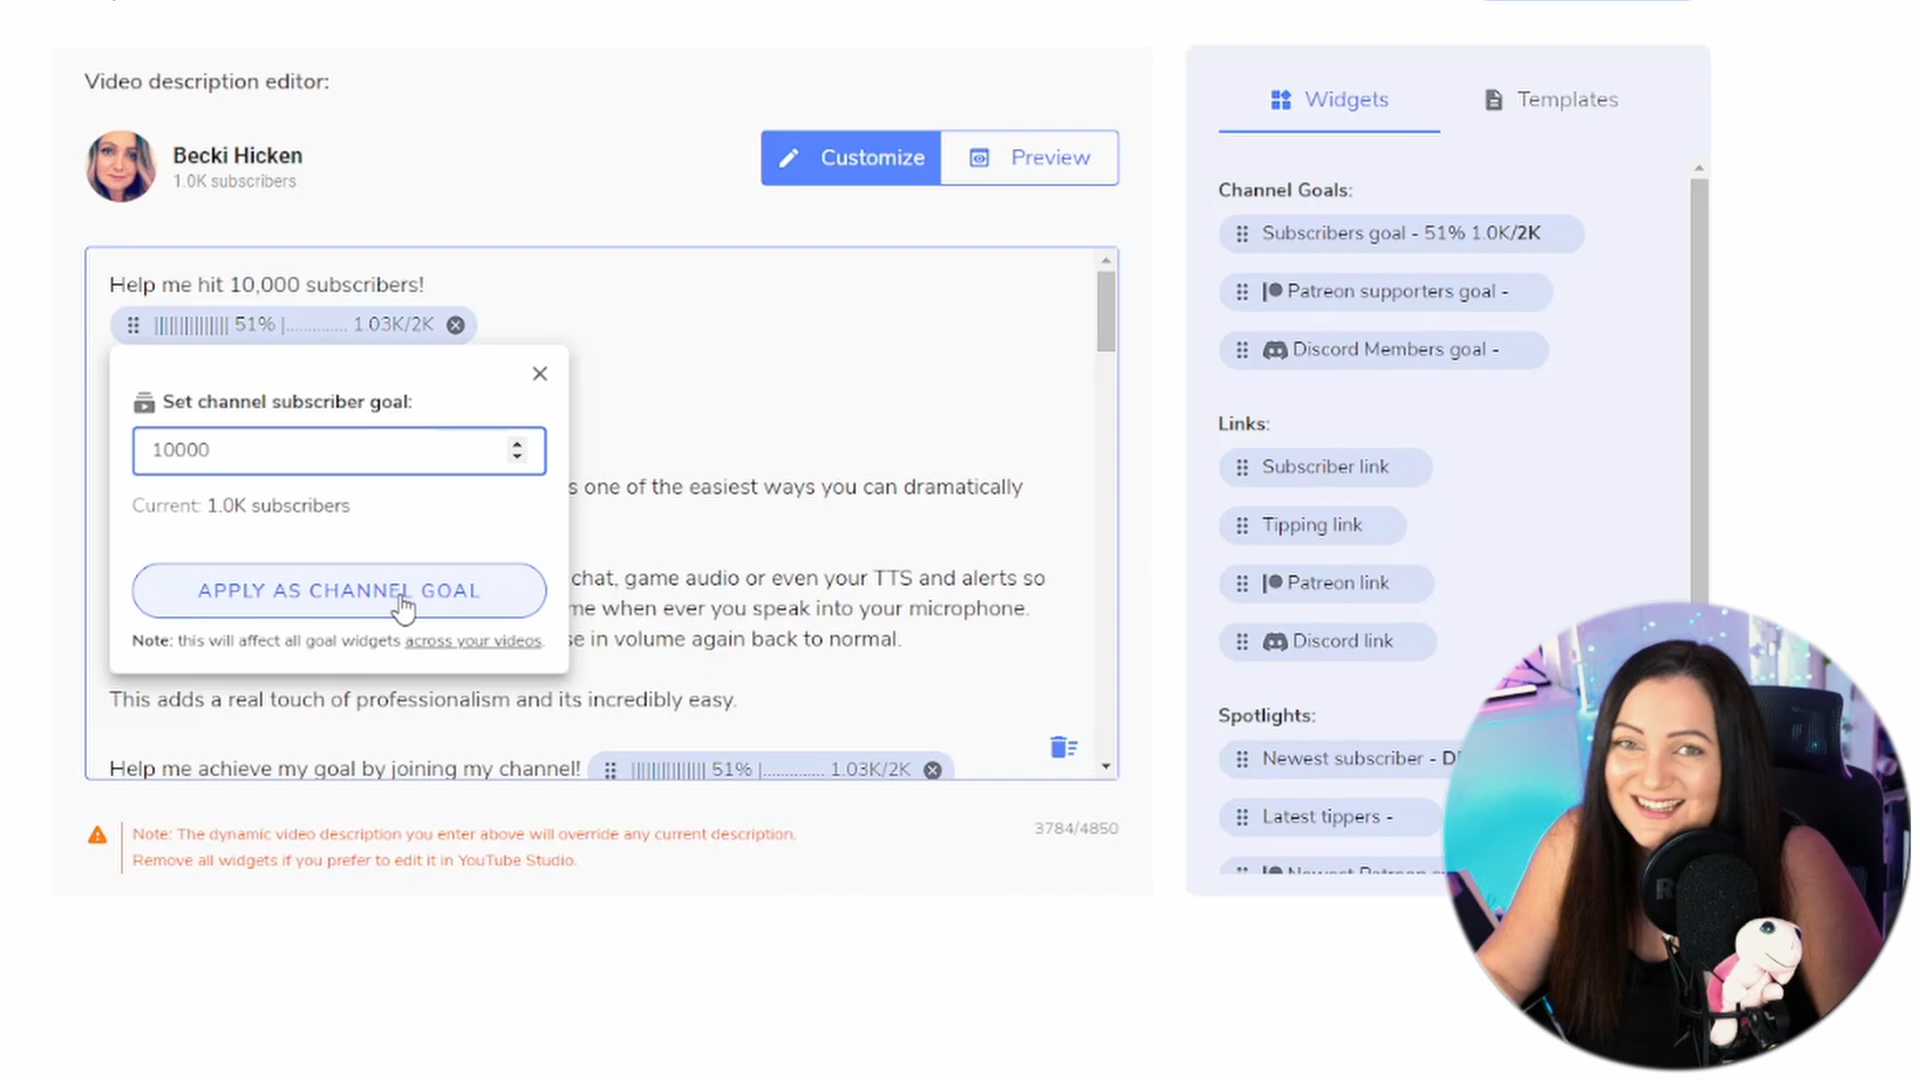 Video description editor:
Becki Hicken
1.0K subscribers
Customize
Preview
Help me hit 10,000 subscribers!
|||||||||||||||| 51% |.............. 1.03K/2K
Set channel subscriber goal:
10000
Current: 1.0K subscribers
APPLY AS CHANNEL GOAL
Note: this will affect all goal widgets across your videos.
s one of the easiest ways you can dramatically
chat, game audio or even your TTS and alerts so
me when ever you speak into your microphone.
se in volume again back to normal.
This adds a real touch of professionalism and its incredibly easy.
Help me achieve my goal by joining my channel! |||||||||||||||| 51% |.............. 1.03K/2K
Note: The dynamic video description you enter above will override any current description.
Remove all widgets if you prefer to edit it in YouTube Studio.
3784/4850
Widgets
Templates
Channel Goals:
Subscribers goal - 51% 1.0K/2K
Patreon supporters goal -
Discord Members goal -
Links:
Subscriber link
Tipping link
Patreon link
Discord link
Spotlights:
Newest subscriber -
Latest tippers -
Newest Patreon